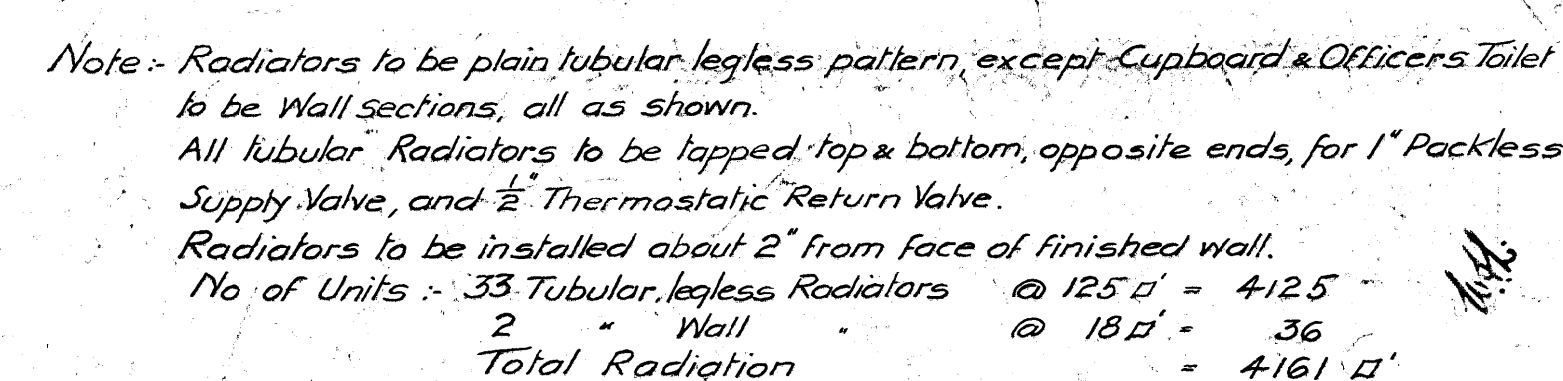 Note:- Radiators to be plain tubular legless pattern, except Cupboard & Officers Toilet
to be Wall sections, all as shown.
All tubular Radiators to be tapped top & bottom, opposite ends, for 1" Packless
Supply Valve, and 1/2" Thermostatic Return Valve.
Radiators to be installed about 2" from face of finished wall.
No of Units :- 33 Tubular, legless Radiators @ 125 □' = 4125
2 " Wall " @ 18 □' = 36
Total Radiation = 4161 □'